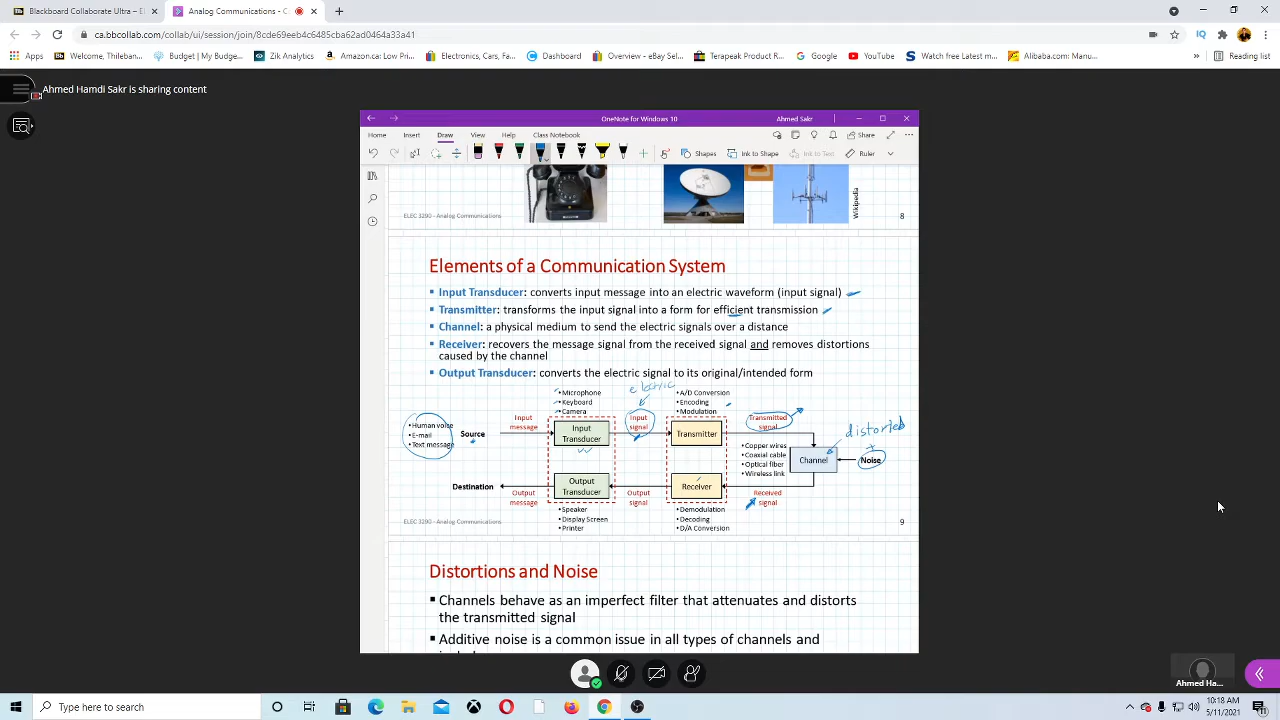 Blackboard Collaborate Ultra – El
Analog Communications
ca.bbcollab.com/collab/ui/session/join/8cde69eeb4c6485cba62ad0464a33a41
Apps
Bb Welcome, Thileban...
Budget - My Budge...
Zik Analytics
Amazon.ca: Low Pri...
Electronics, Cars, Fa...
Dashboard
Overview - eBay Sel...
Terapeak Product R...
Google
YouTube
Watch free Latest m...
Alibaba.com: Manu...
»
Reading list
Ahmed Hamdi Sakr is sharing content
OneNote for Windows 10
Ahmed Sakr
Home
Insert
Draw
View
Help
Class Notebook
Share
Shapes
Ink to Shape
Ink to Text
Ruler
Wikipedia
ELEC 3290 - Analog Communications
8
Elements of a Communication System
▪ Input Transducer: converts input message into an electric waveform (input signal)
▪ Transmitter: transforms the input signal into a form for efficient transmission
▪ Channel: a physical medium to send the electric signals over a distance
▪ Receiver: recovers the message signal from the received signal and removes distortions
caused by the channel
▪ Output Transducer: converts the electric signal to its original/intended form
electric
•Microphone
•Keyboard
•Camera
•A/D Conversion
•Encoding
•Modulation
•Human voice
•E-mail
•Text message
Source
Input
message
Input
Transducer
Input
signal
Transmitter
Transmitted
signal
distorted
+
•Copper wires
•Coaxial cable
•Optical fiber
•Wireless link
Channel
Noise
Destination
Output
message
Output
Transducer
Output
signal
Receiver
Received
signal
•Speaker
•Display Screen
•Printer
•Demodulation
•Decoding
•D/A Conversion
ELEC 3290 - Analog Communications
9
Distortions and Noise
▪ Channels behave as an imperfect filter that attenuates and distorts
the transmitted signal
▪ Additive noise is a common issue in all types of channels and
Ahmed Ha...
Type here to search
10:18 AM
5/11/2021